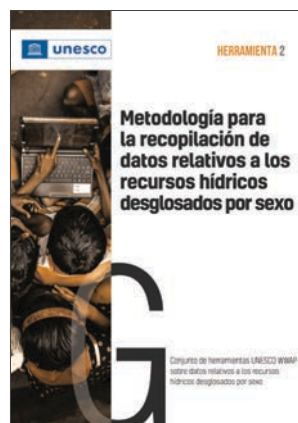 unesco
HERRAMIENTA 2
Metodología para
la recopilación de
datos relativos a los
recursos hídricos
desglosados por sexo
G
Conjunto de herramientas UNESCO WWAP
sobre datos relativos a los recursos
hídricos desglosados por sexo